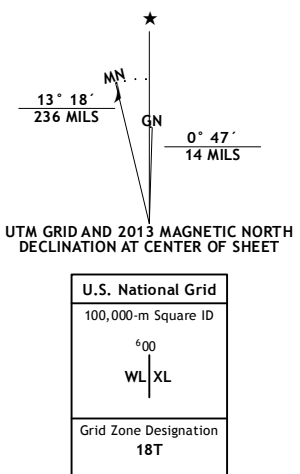 ★
MN
GN
13° 18´
236 MILS
0° 47´
14 MILS
UTM GRID AND 2013 MAGNETIC NORTH
DECLINATION AT CENTER OF SHEET
U.S. National Grid
100,000-m Square ID
⁶00
WL XL
Grid Zone Designation
18T